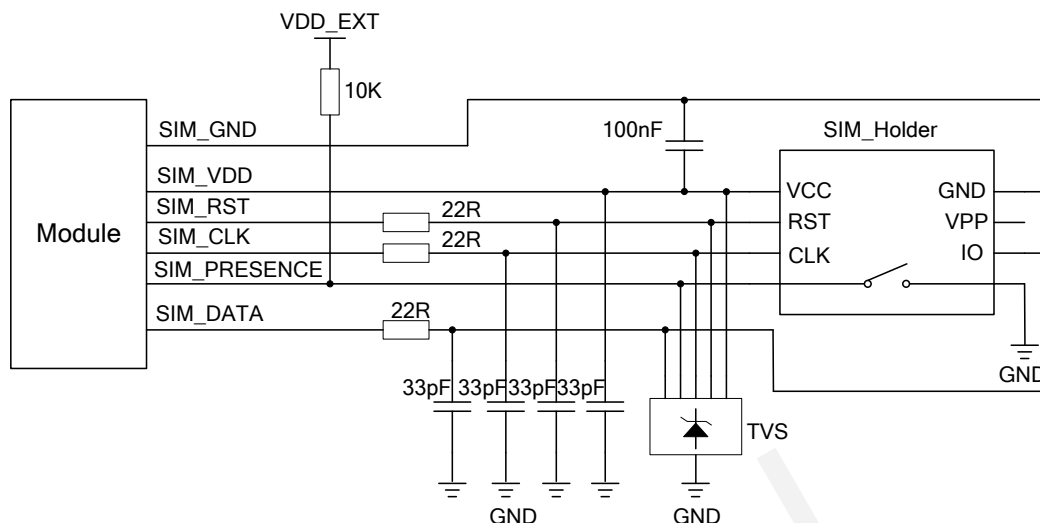 VDD_EXT
10K
SIM_GND
100nF
SIM_Holder
SIM_VDD
VCC
GND
SIM_RST
22R
RST
VPP
Module
SIM_CLK
22R
CLK
IO
SIM_PRESENCE
SIM_DATA
22R
GND
33pF 33pF 33pF 33pF
TVS
GND
GND